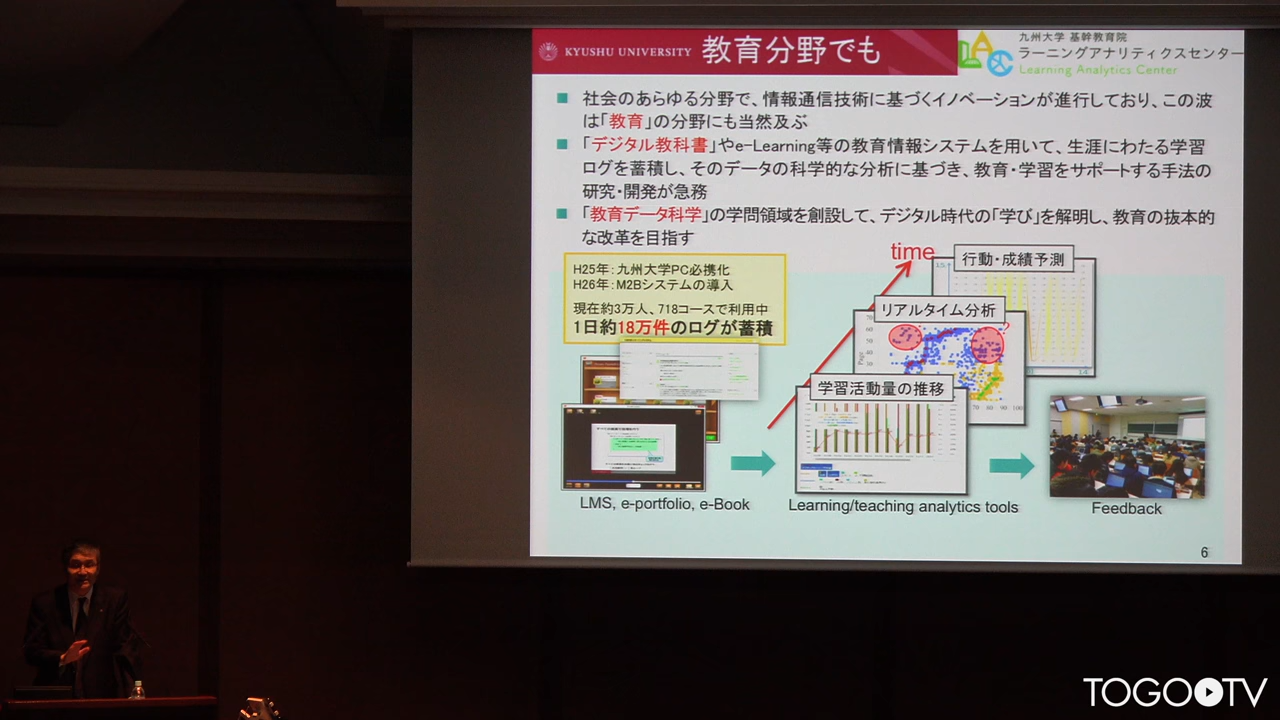 KYUSHU UNIVERSITY 教育分野でも
九州大学 基幹教育院
ラーニングアナリティクスセンター
Learning Analytics Center
社会のあらゆる分野で、情報通信技術に基づくイノベーションが進行しており、この波
は「教育」の分野にも当然及ぶ
「デジタル教科書」やe-Learning等の教育情報システムを用いて、生涯にわたる学習
ログを蓄積し、そのデータの科学的な分析に基づき、教育・学習をサポートする手法の
研究・開発が急務
「教育データ科学」の学問領域を創設して、デジタル時代の「学び」を解明し、教育の抜本的
な改革を目指す
H25年：九州大学PC必携化
H26年：M2Bシステムの導入
現在約3万人、718コースで利用中
1日約18万件のログが蓄積
time
行動・成績予測
リアルタイム分析
学習活動量の推移
LMS, e-portfolio, e-Book
Learning/teaching analytics tools
Feedback
6
TOGO TV